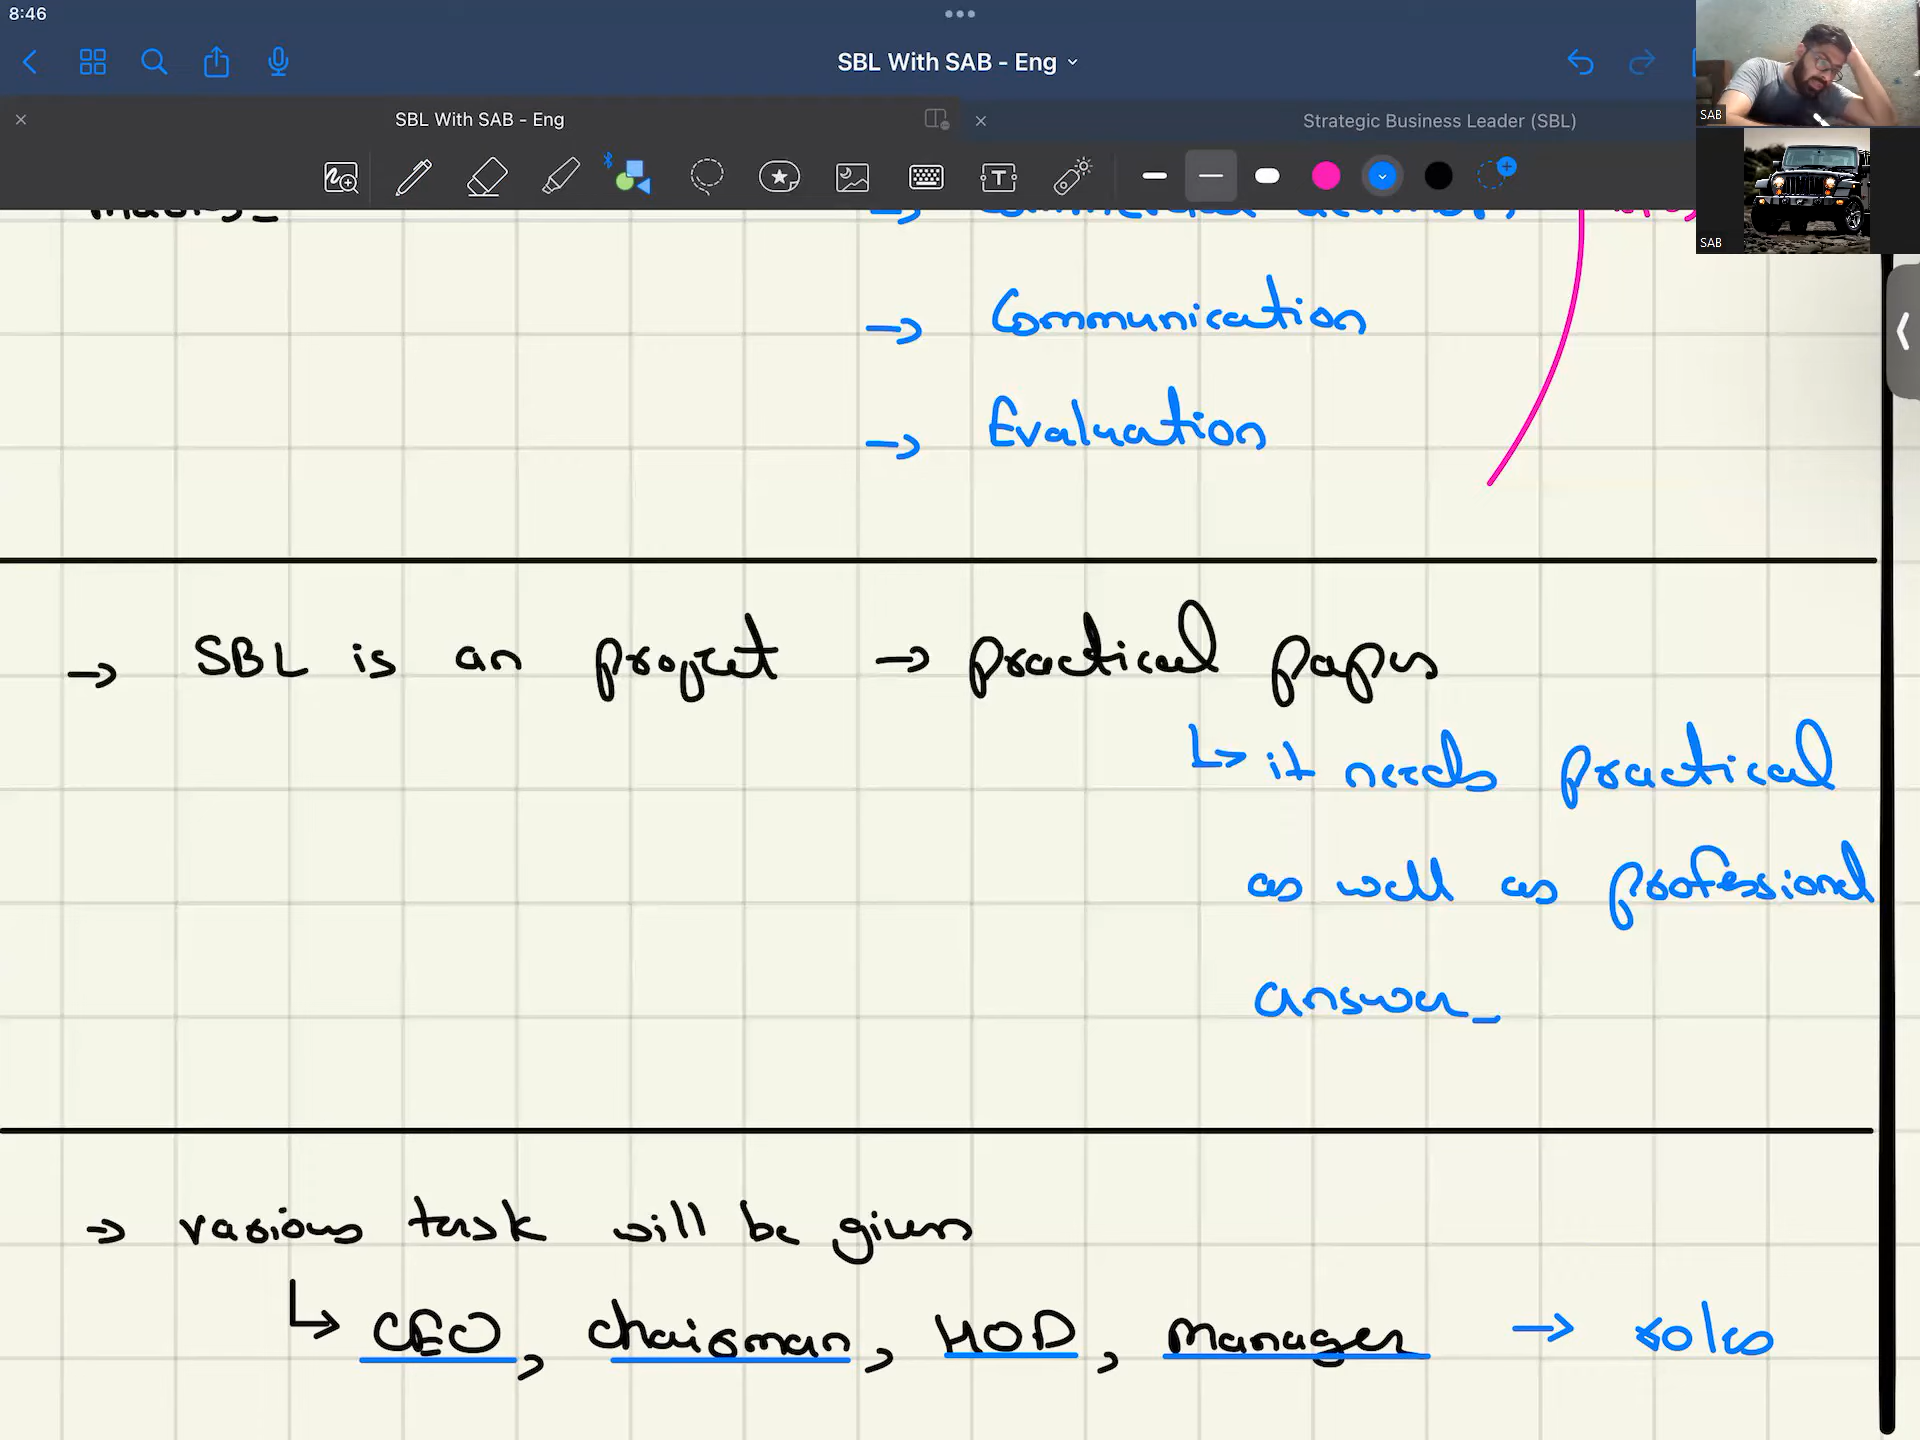 8:46
SBL With SAB - Eng
SBL With SAB - Eng
Strategic Business Leader (SBL)
SAB
SAB
→ Communication
→ Evaluation
→ SBL is an project → practical papers
↳ it needs practical
as well as professional
answer_
→ various task will be given
↳ CEO, chairman, HOD, Manager → roles